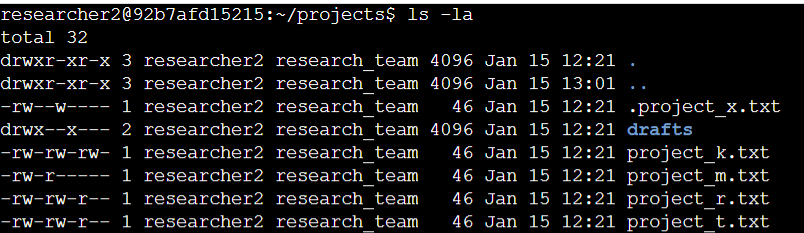 researcher2@92b7afd15215:~/projects$ ls -la
total 32
drwxr-xr-x 3 researcher2 research_team 4096 Jan 15 12:21 .
drwxr-xr-x 3 researcher2 research_team 4096 Jan 15 13:01 ..
-rw--w---- 1 researcher2 research_team   46 Jan 15 12:21 .project_x.txt
drwx--x--- 2 researcher2 research_team 4096 Jan 15 12:21 drafts
-rw-rw-rw- 1 researcher2 research_team   46 Jan 15 12:21 project_k.txt
-rw-r----- 1 researcher2 research_team   46 Jan 15 12:21 project_m.txt
-rw-rw-r-- 1 researcher2 research_team   46 Jan 15 12:21 project_r.txt
-rw-rw-r-- 1 researcher2 research_team   46 Jan 15 12:21 project_t.txt